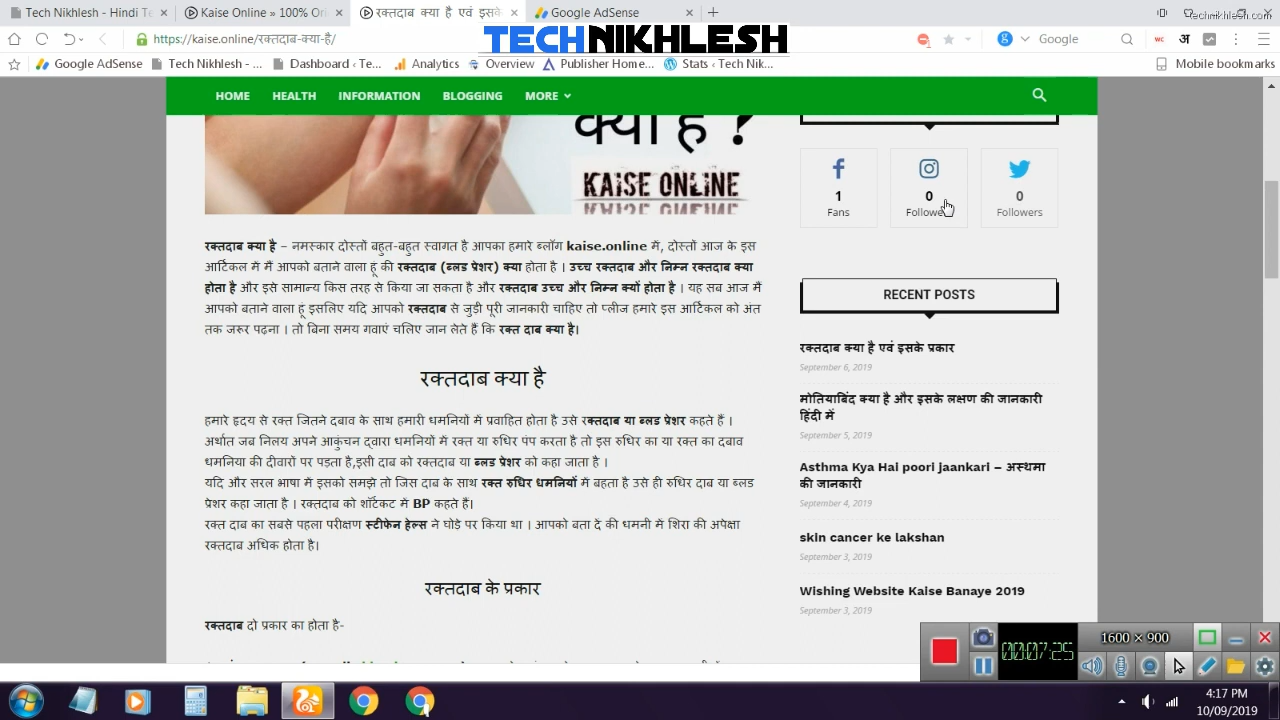 Tech Nikhlesh - Hindi T
Kaise Online – 100% Ori
रक्तदाब क्या है एवं इसके
Google AdSense
Technikhlesh.com
https://kaise.online/रक्तदाब-क्या-है/
TECHNIKHLESH
Google
Google AdSense
Tech Nikhlesh - ...
Dashboard ‹ Te...
Analytics
Overview
Publisher Home...
Stats ‹ Tech Nik...
Mobile bookmarks
HOME
HEALTH
INFORMATION
BLOGGING
MORE
क्या है ?
KAISE ONLINE
रक्तदाब क्या है – नमस्कार दोस्तों बहुत-बहुत स्वागत है आपका हमारे ब्लॉग kaise.online में, दोस्तों आज के इस
आर्टिकल में मैं आपको बताने वाला हूं की रक्तदाब (ब्लड प्रेशर) क्या होता है । उच्च रक्तदाब और निम्न रक्तदाब क्या
होता है और इसे सामान्य किस तरह से किया जा सकता है और रक्तदाब उच्च और निम्न क्यों होता है । यह सब आज मैं
आपको बताने वाला हूं इसलिए यदि आपको रक्तदाब से जुडी पूरी जानकारी चाहिए तो प्लीज हमारे इस आर्टिकल को अंत
तक जरूर पढ़ना । तो बिना समय गवाएं चलिए जान लेते हैं कि रक्त दाब क्या है।
रक्तदाब क्या है
हमारे हृदय से रक्त जितने दबाव के साथ हमारी धमनियों में प्रवाहित होता है उसे रक्तदाब या ब्लड प्रेशर कहते हैं ।
अर्थात जब निलय अपने आकुंचन द्वारा धमनियों में रक्त या रुधिर पंप करता है तो इस रुधिर का या रक्त का दबाव
धमनिया की दीवारों पर पड़ता है,इसी दाब को रक्तदाब या ब्लड प्रेशर को कहा जाता है ।
यदि और सरल भाषा में इसको समझे तो जिस दाब के साथ रक्त रुधिर धमनियों में बहता है उसे ही रुधिर दाब या ब्लड
प्रेशर कहा जाता है । रक्तदाब को शॉर्टकट में BP कहते हैं।
रक्त दाब का सबसे पहला परीक्षण स्टीफेन हेल्स ने घोड़े पर किया था । आपको बता दे की धमनी में शिरा की अपेक्षा
रक्तदाब अधिक होता है।
रक्तदाब के प्रकार
रक्तदाब दो प्रकार का होता है-
1
Fans
0
Followe
0
Followers
RECENT POSTS
रक्तदाब क्या है एवं इसके प्रकार
September 6, 2019
मोतियाबिंद क्या है और इसके लक्षण की जानकारी
हिंदी में
September 5, 2019
Asthma Kya Hai poori jaankari – अस्थमा
की जानकारी
September 4, 2019
skin cancer ke lakshan
September 3, 2019
Wishing Website Kaise Banaye 2019
September 3, 2019
1600 × 900
00:07:25
4:17 PM
10/09/2019